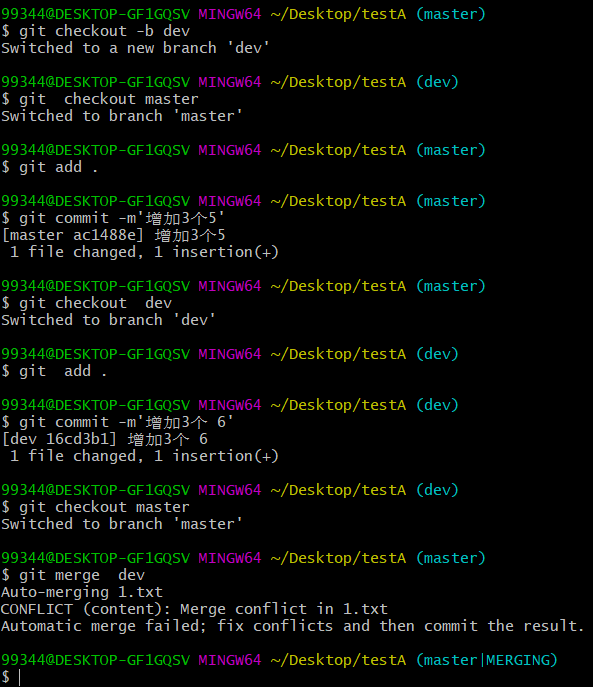 99344@DESKTOP-GF1GQSV MINGW64 ~/Desktop/testA (master)
$ git checkout -b dev
Switched to a new branch 'dev'
99344@DESKTOP-GF1GQSV MINGW64 ~/Desktop/testA (dev)
$ git  checkout master
Switched to branch 'master'
99344@DESKTOP-GF1GQSV MINGW64 ~/Desktop/testA (master)
$ git add .
99344@DESKTOP-GF1GQSV MINGW64 ~/Desktop/testA (master)
$ git commit -m'增加3个5'
[master ac1488e] 增加3个5
 1 file changed, 1 insertion(+)
99344@DESKTOP-GF1GQSV MINGW64 ~/Desktop/testA (master)
$ git checkout  dev
Switched to branch 'dev'
99344@DESKTOP-GF1GQSV MINGW64 ~/Desktop/testA (dev)
$ git  add .
99344@DESKTOP-GF1GQSV MINGW64 ~/Desktop/testA (dev)
$ git commit -m'增加3个 6'
[dev 16cd3b1] 增加3个 6
 1 file changed, 1 insertion(+)
99344@DESKTOP-GF1GQSV MINGW64 ~/Desktop/testA (dev)
$ git checkout master
Switched to branch 'master'
99344@DESKTOP-GF1GQSV MINGW64 ~/Desktop/testA (master)
$ git merge  dev
Auto-merging 1.txt
CONFLICT (content): Merge conflict in 1.txt
Automatic merge failed; fix conflicts and then commit the result.
99344@DESKTOP-GF1GQSV MINGW64 ~/Desktop/testA (master|MERGING)
$